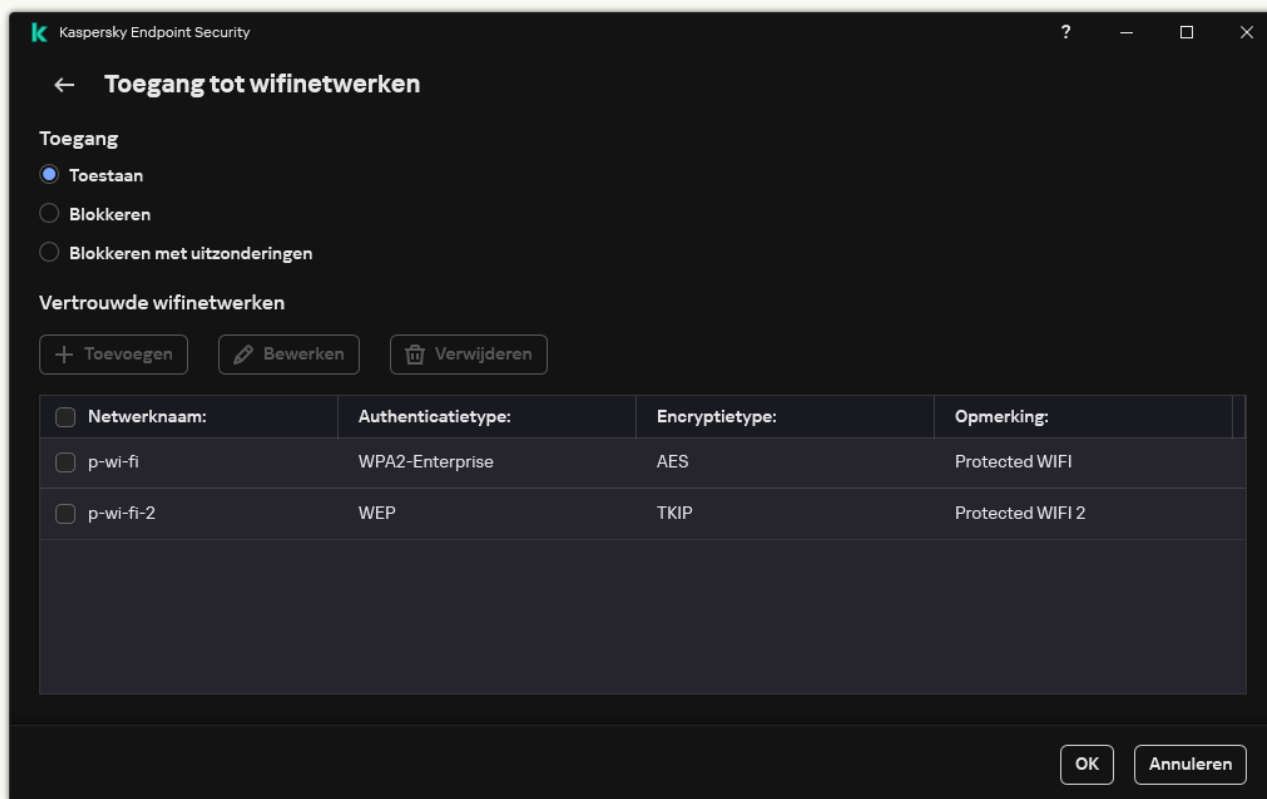 Kaspersky Endpoint Security ?
Toegang tot wifinetwerken
Toegang
Toestaan
Blokkeren
Blokkeren met uitzonderingen
Vertrouwde wifinetwerken
Toevoegen Bewerken Verwijderen
Netwerknaam: Authenticatietype: Encryptietype: Opmerking:
p-wi-fi WPA2-Enterprise AES Protected WIFI
p-wi-fi-2 WEP TKIP Protected WIFI 2
OK Annuleren